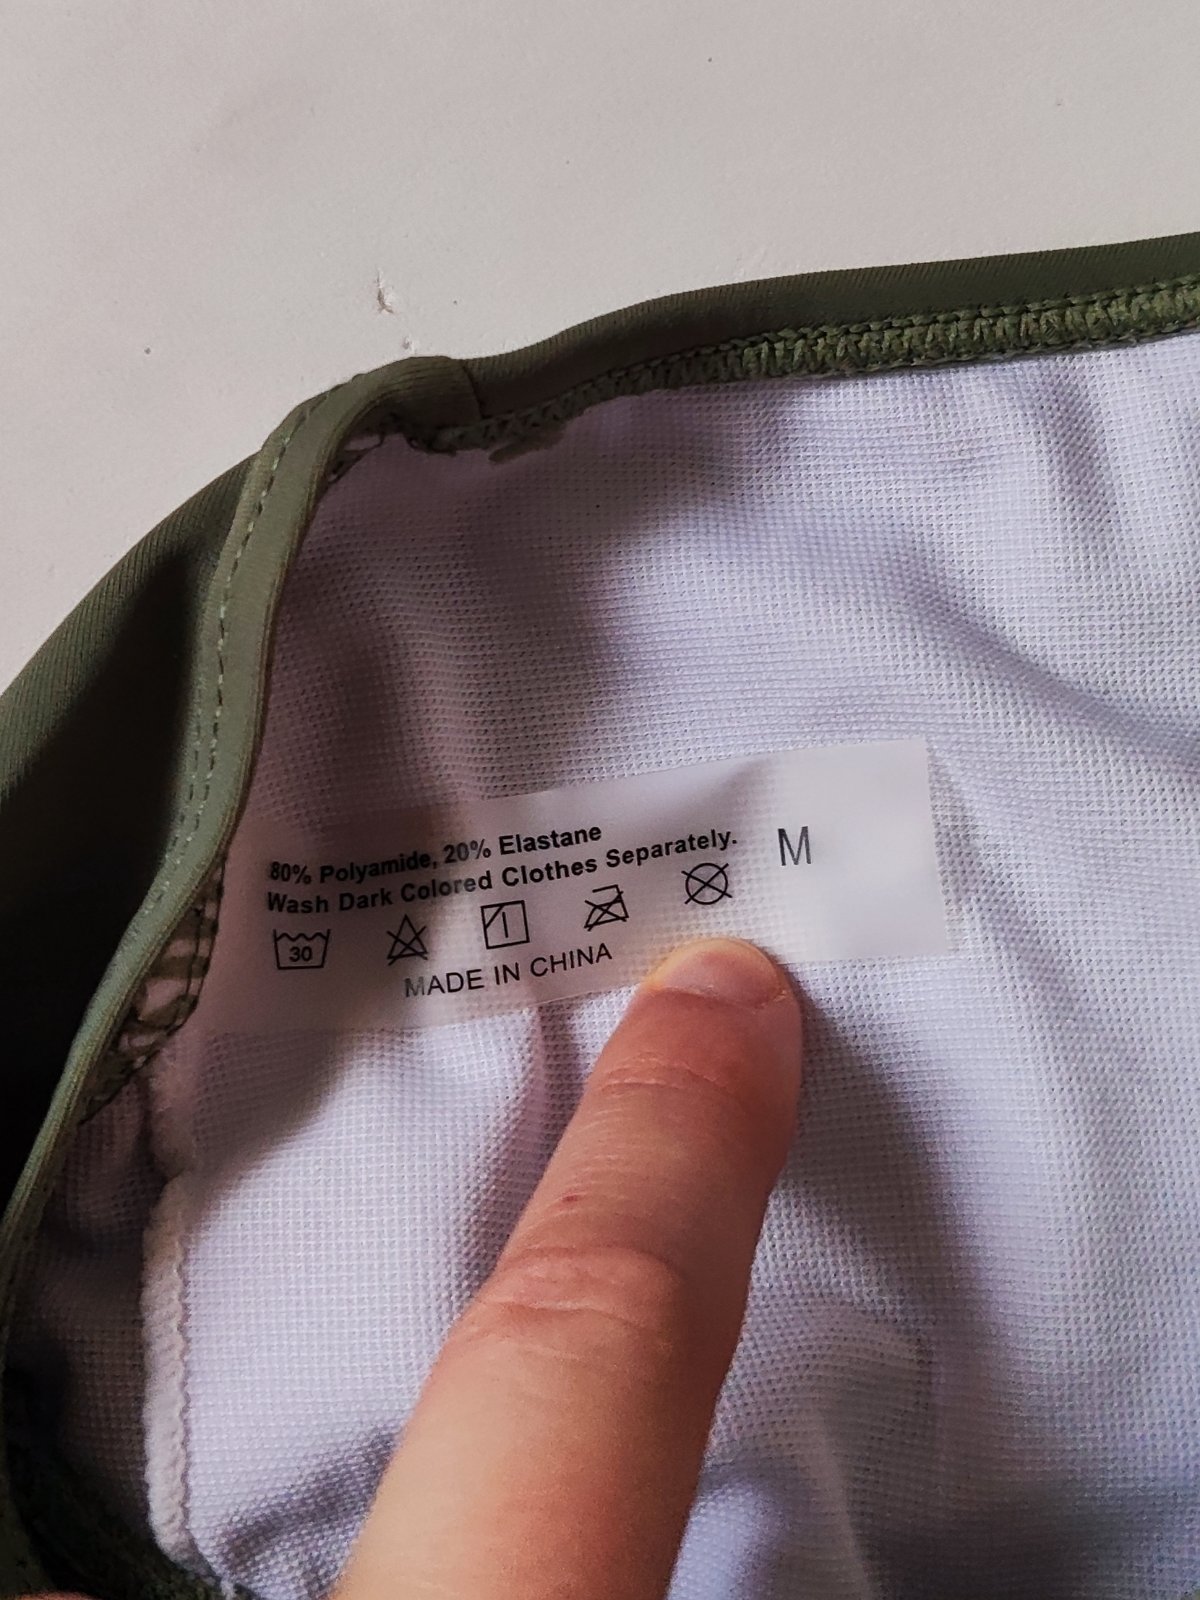 80% Polyamide, 20% Elastane
Wash Dark Colored Clothes Separately.
M
30
MADE IN CHINA